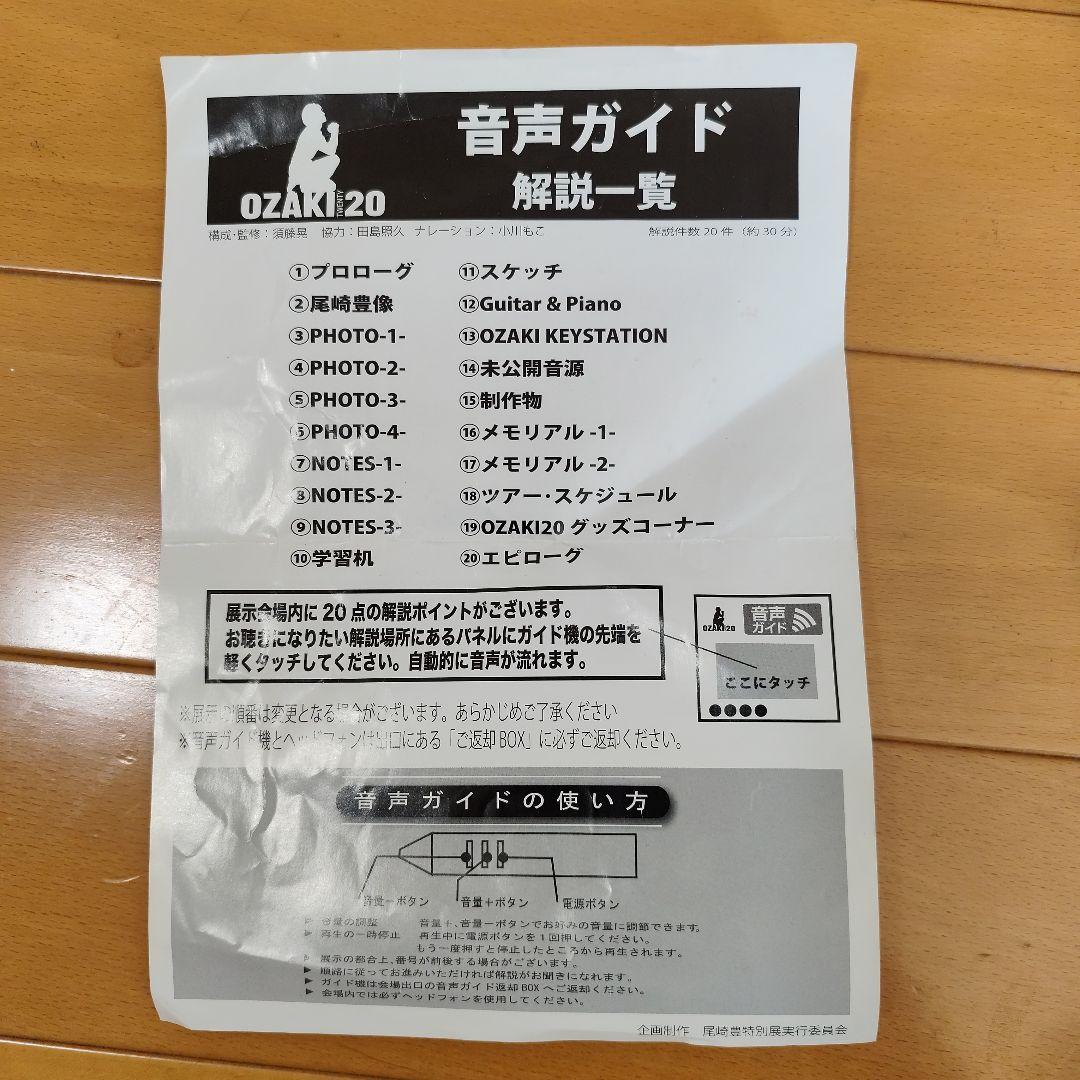 OZAKI TWENTY 20
音声ガイド
解説一覧
構成・監修：須藤晃　協力：田島照久　ナレーション：小川もこ　解説件数20件（約30分）
①プロローグ
②尾崎豊像
③PHOTO-1-
④PHOTO-2-
⑤PHOTO-3-
⑥PHOTO-4-
⑦NOTES-1-
⑧NOTES-2-
⑨NOTES-3-
⑩学習机
⑪スケッチ
⑫Guitar & Piano
⑬OZAKI KEYSTATION
⑭未公開音源
⑮制作物
⑯メモリアル -1-
⑰メモリアル -2-
⑱ツアー・スケジュール
⑲OZAKI20 グッズコーナー
⑳エピローグ
展示会場内に 20 点の解説ポイントがございます。
お聴きになりたい解説場所にあるパネルにガイド機の先端を
軽くタッチしてください。自動的に音声が流れます。
OZAKI 20
音声
ガイド
ここにタッチ
※展示の順番は変更となる場合がございます。あらかじめご了承ください
※音声ガイド機とヘッドフォンは出口にある「ご返却 BOX」に必ずご返却ください。
音声ガイドの使い方
音量－ボタン　音量＋ボタン　電源ボタン
▶ 音量の調整　音量＋、音量－ボタンでお好みの音量に調節できます。
▶ 再生の一時停止　再生中に電源ボタンを1回押してください。
もう一度押すと停止したところから再生されます。
▶ 展示の都合上、番号が前後する場合がございます。
▶ 順路に従ってお進みいただければ解説がお聞きになれます。
▶ ガイド機は会場出口の音声ガイド返却 BOX へご返却ください。
▶ 会場内では必ずヘッドフォンを使用してください。
企画制作　尾崎豊特別展実行委員会